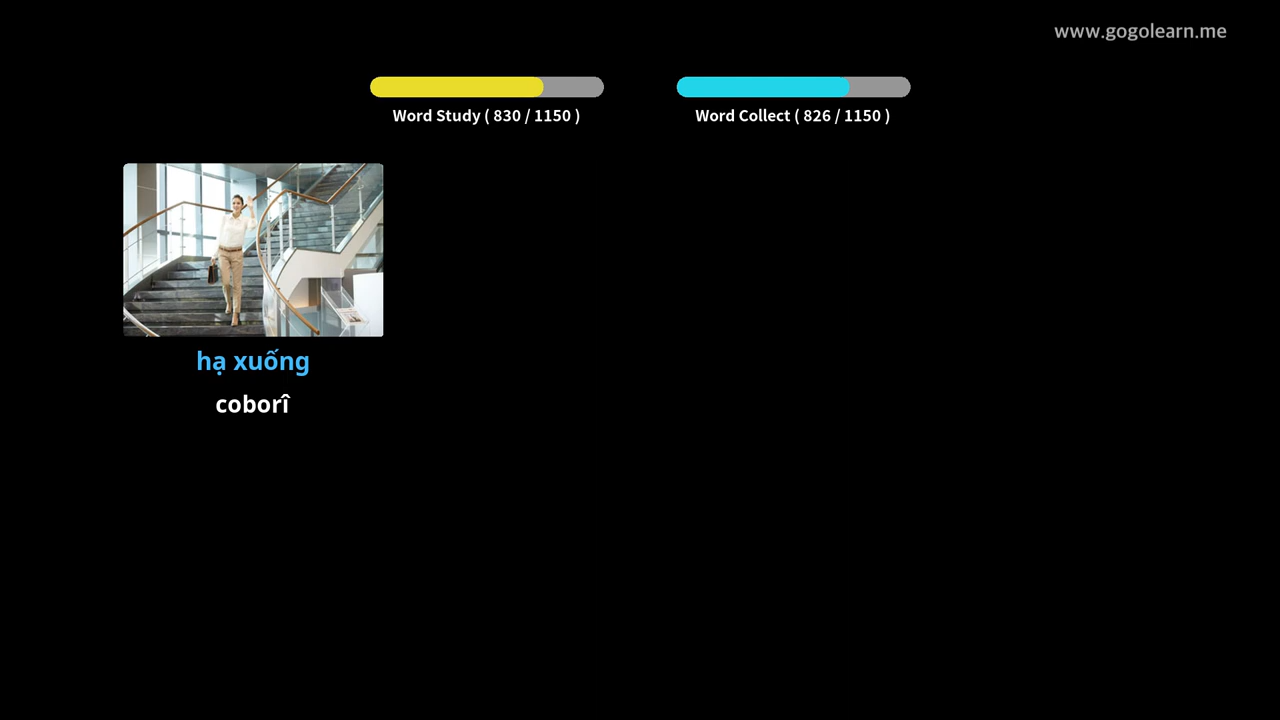 www.gogolearn.me
Word Study ( 830 / 1150 )
Word Collect ( 826 / 1150 )
hạ xuống
coborî